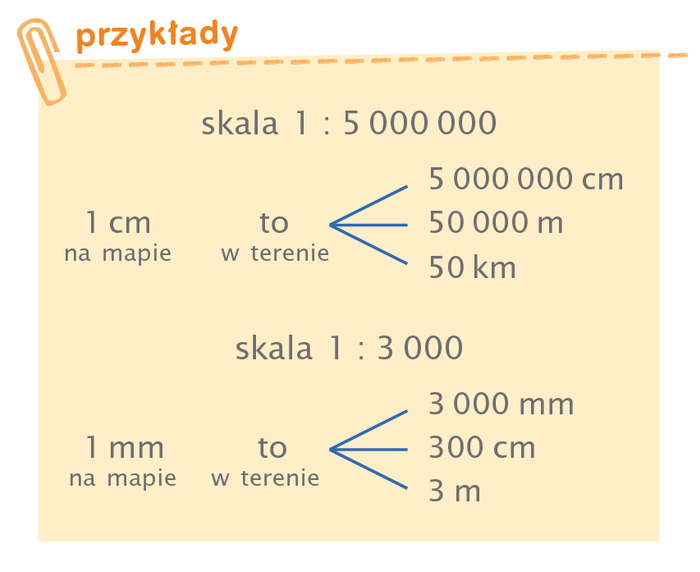 przykłady
skala 1 : 5 000 000
5 000 000 cm
1 cm to 50 000 m
na mapie w terenie
50 km
skala 1 : 3 000
3 000 mm
1 mm to 300 cm
na mapie w terenie
3 m